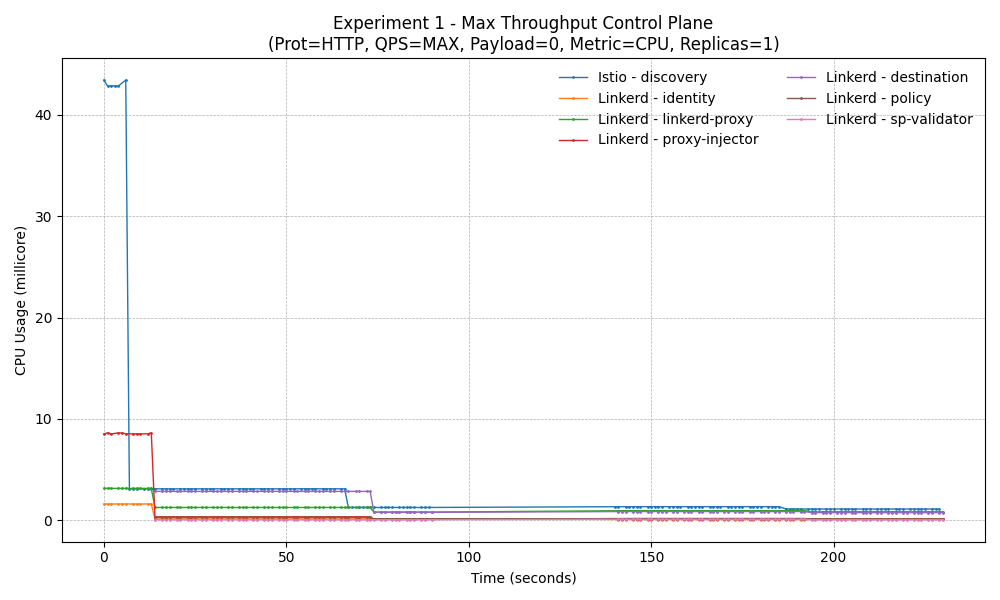 Experiment 1 - Max Throughput Control Plane
(Prot=HTTP, QPS=MAX, Payload=0, Metric=CPU, Replicas=1)
Istio - discovery
Linkerd - identity
Linkerd - linkerd-proxy
Linkerd - proxy-injector
Linkerd - destination
Linkerd - policy
Linkerd - sp-validator
CPU Usage (millicore)
40
30
20
10
0
0
50
100
150
200
Time (seconds)